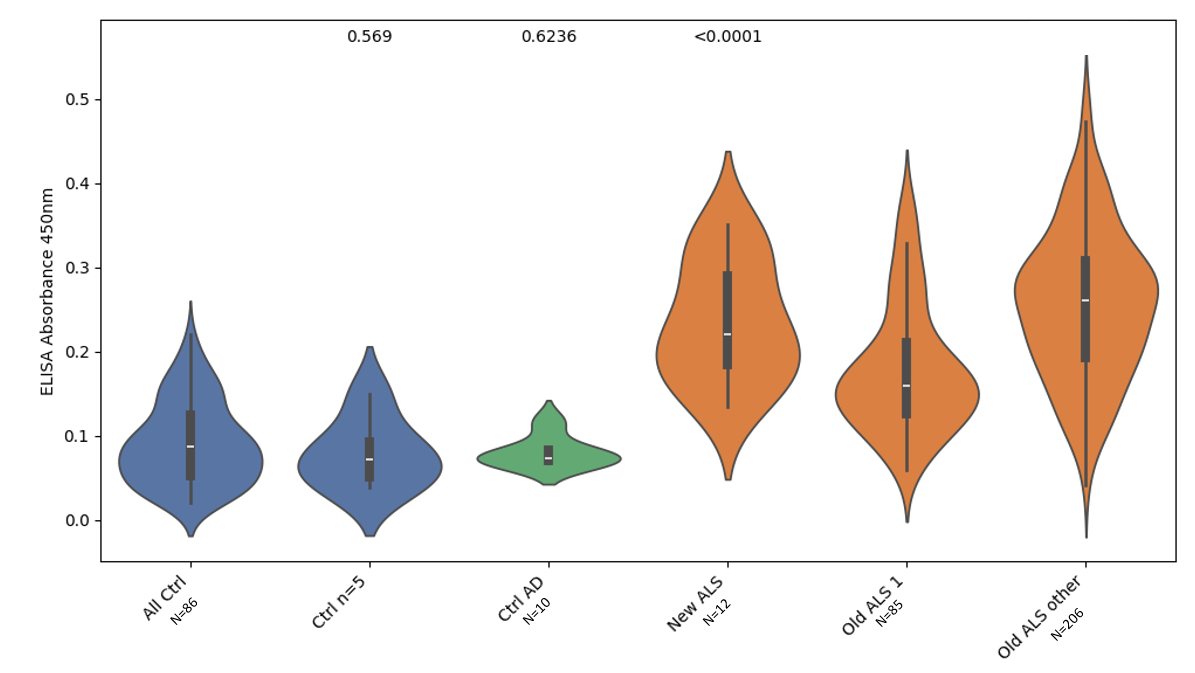 0.569
0.6236
<0.0001
ELISA Absorbance 450nm
0.5
0.4
0.3
0.2
0.1
0.0
All Ctrl
N=86
Ctrl n=5
Ctrl AD
N=10
New ALS
N=12
Old ALS 1
N=85
Old ALS other
N=206